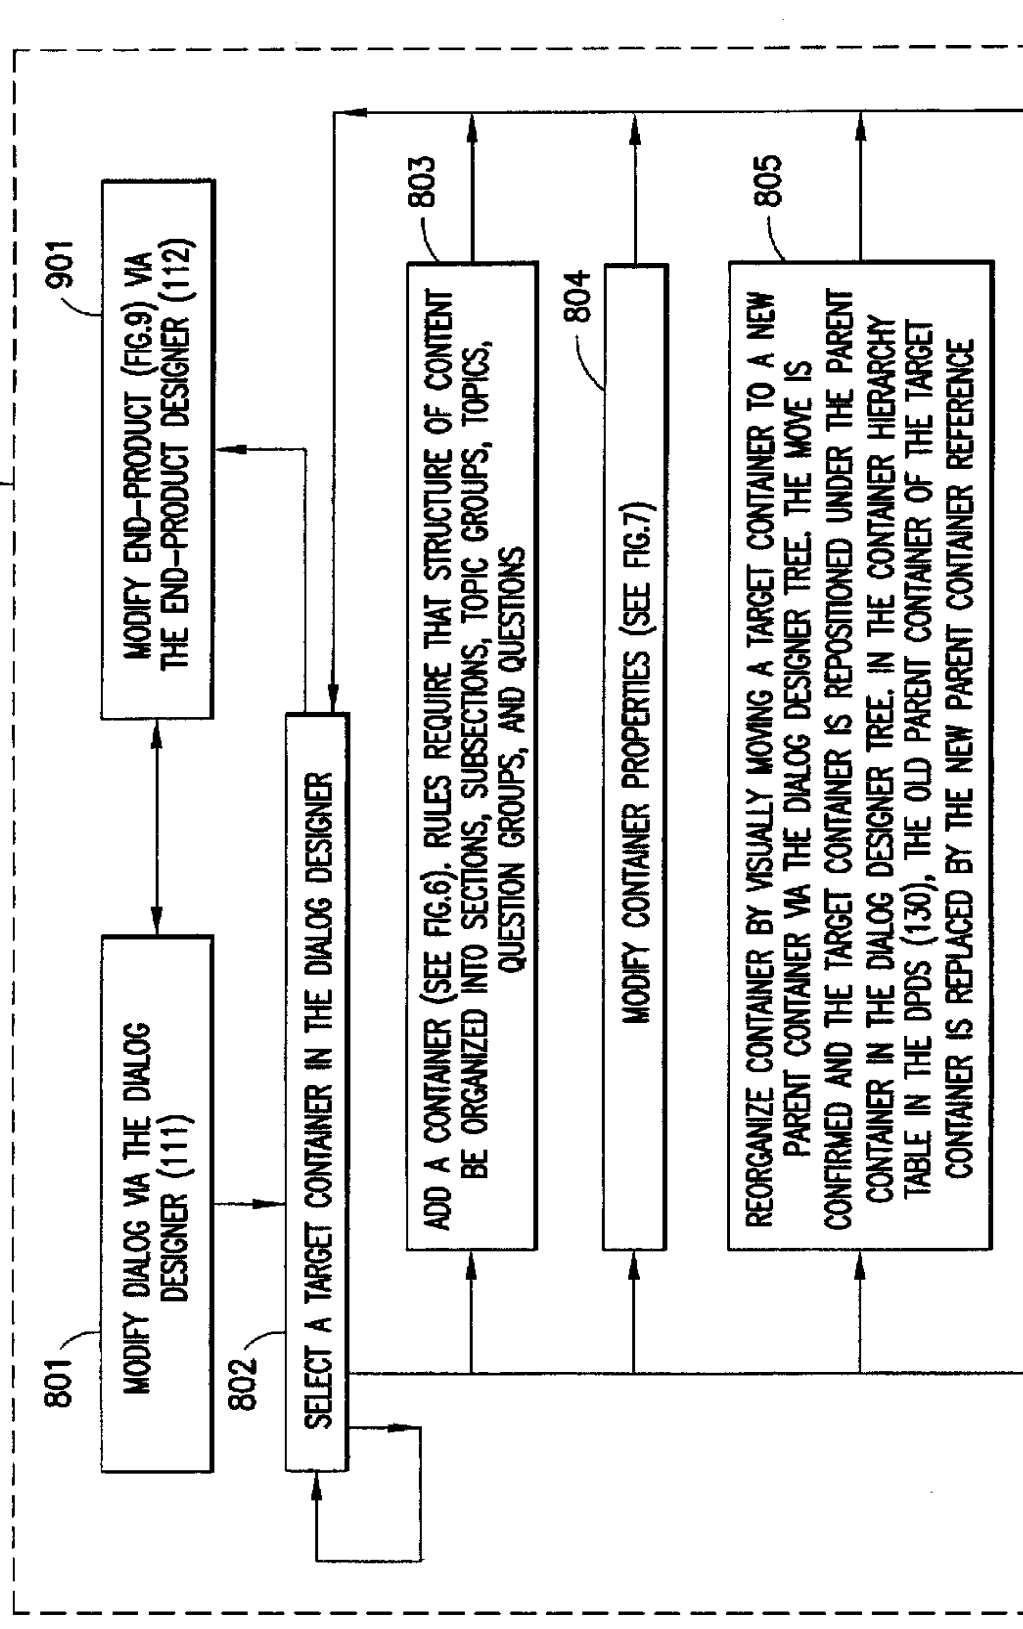 801
MODIFY DIALOG VIA THE DIALOG
DESIGNER (111)
901
MODIFY END-PRODUCT (FIG.9) VIA
THE END-PRODUCT DESIGNER (112)
802
SELECT A TARGET CONTAINER IN THE DIALOG DESIGNER
803
ADD A CONTAINER (SEE FIG.6). RULES REQUIRE THAT STRUCTURE OF CONTENT
BE ORGANIZED INTO SECTIONS, SUBSECTIONS, TOPIC GROUPS, TOPICS,
QUESTION GROUPS, AND QUESTIONS
804
MODIFY CONTAINER PROPERTIES (SEE FIG.7)
805
REORGANIZE CONTAINER BY VISUALLY MOVING A TARGET CONTAINER TO A NEW
PARENT CONTAINER VIA THE DIALOG DESIGNER TREE. THE MOVE IS
CONFIRMED AND THE TARGET CONTAINER IS REPOSITIONED UNDER THE PARENT
CONTAINER IN THE DIALOG DESIGNER TREE. IN THE CONTAINER HIERARCHY
TABLE IN THE DPDS (130), THE OLD PARENT CONTAINER OF THE TARGET
CONTAINER IS REPLACED BY THE NEW PARENT CONTAINER REFERENCE